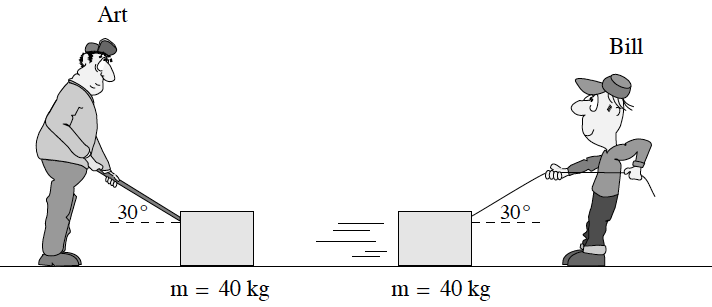 Art
Bill
30°
30°
m = 40 kg
m = 40 kg